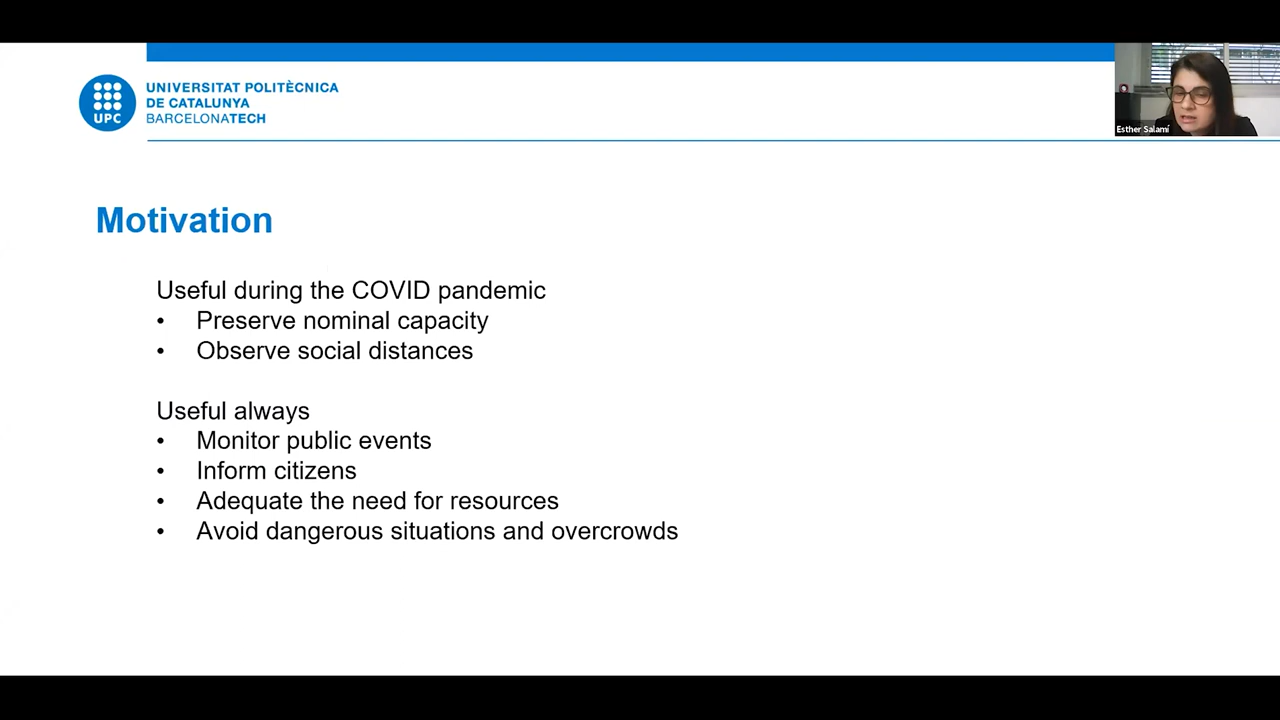 UNIVERSITAT POLITÈCNICA
DE CATALUNYA
BARCELONATECH
UPC
Esther Salamí
Motivation
Useful during the COVID pandemic
• Preserve nominal capacity
• Observe social distances
Useful always
• Monitor public events
• Inform citizens
• Adequate the need for resources
• Avoid dangerous situations and overcrowds